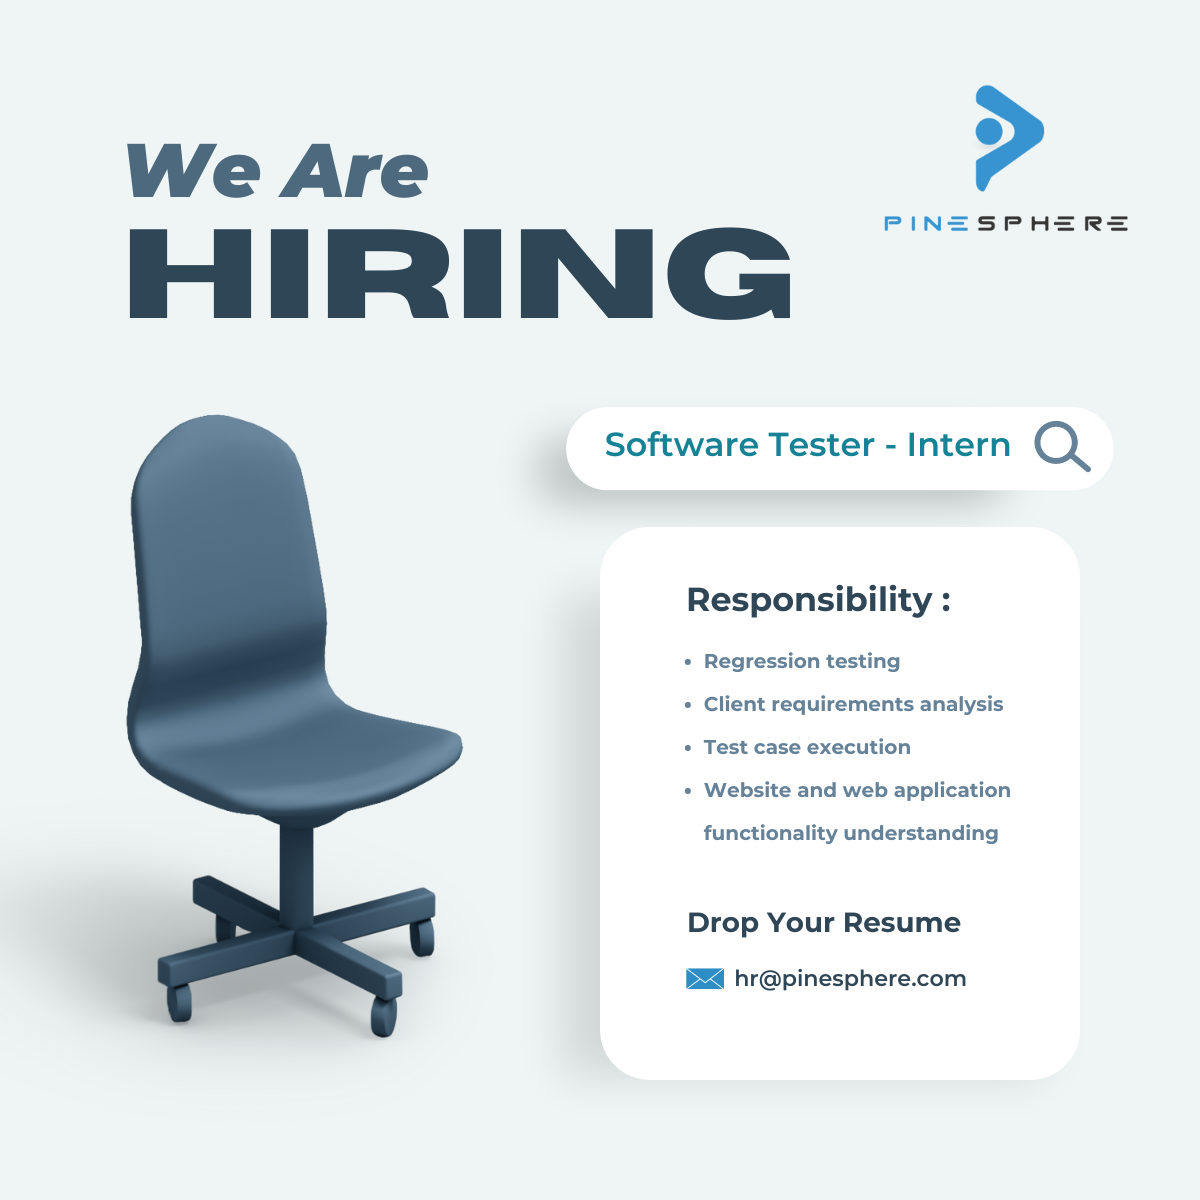 We Are
HIRING
PINESPHERE
Software Tester - Intern
Responsibility :
• Regression testing
• Client requirements analysis
• Test case execution
• Website and web application
functionality understanding
Drop Your Resume
hr@pinesphere.com